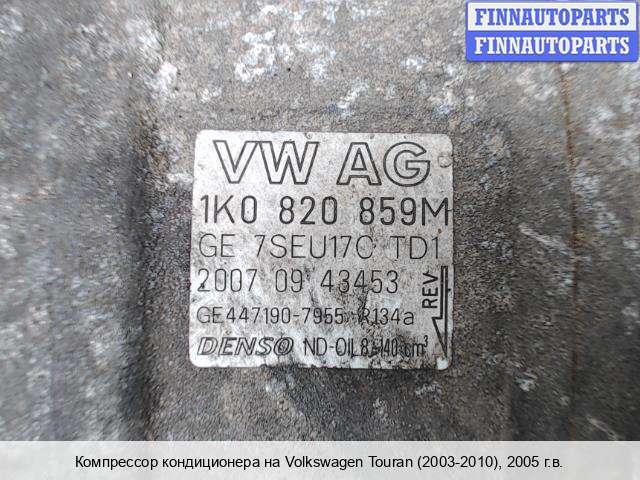 FINNAUTOPARTS
FINNAUTOPARTS
VW AG
1K0 820 859M
GE 7SEU17C TD1
2007 09 43453
REV
GE447190-7955 R134a
DENSO ND-OIL8-140 cm³
Компрессор кондиционера на Volkswagen Touran (2003-2010), 2005 г.в.